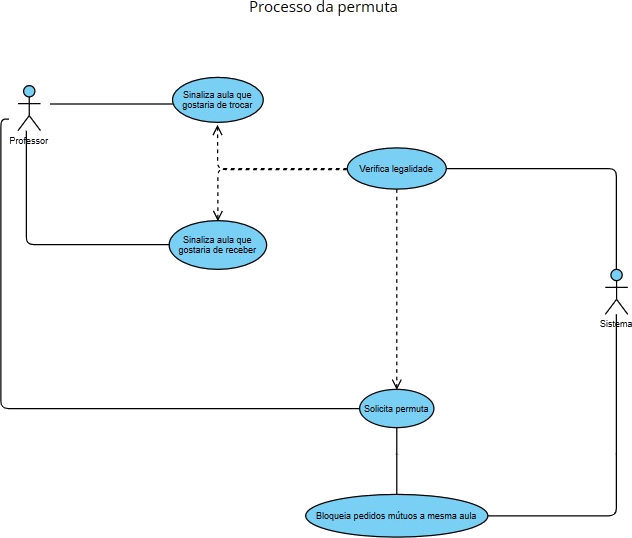 Processo da permuta
Sinaliza aula que
gostaria de trocar
Professor
Verifica legalidade
Sinaliza aula que
gostaria de receber
Sistema
Solicita permuta
Bloqueia pedidos mútuos a mesma aula